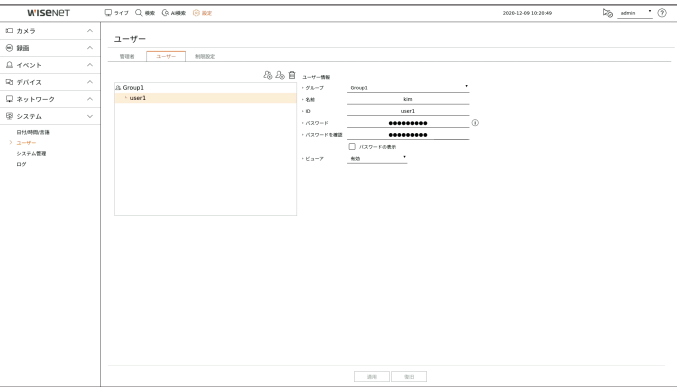 WISENET
ライブ 検索 AI検索 設定 2020-12-09 10:20:49 admin
カメラ
録画
イベント
デバイス
ネットワーク
システム
日付/時間/言語
ユーザー
システム管理
ログ
ユーザー
管理者 ユーザー 制限設定
Group1
user1
ユーザー情報
グループ Group1
名前 kim
ID user1
パスワード ●●●●●●●●●
パスワードを確認 ●●●●●●●●●
パスワードの表示
ビューア 有効
適用 復旧